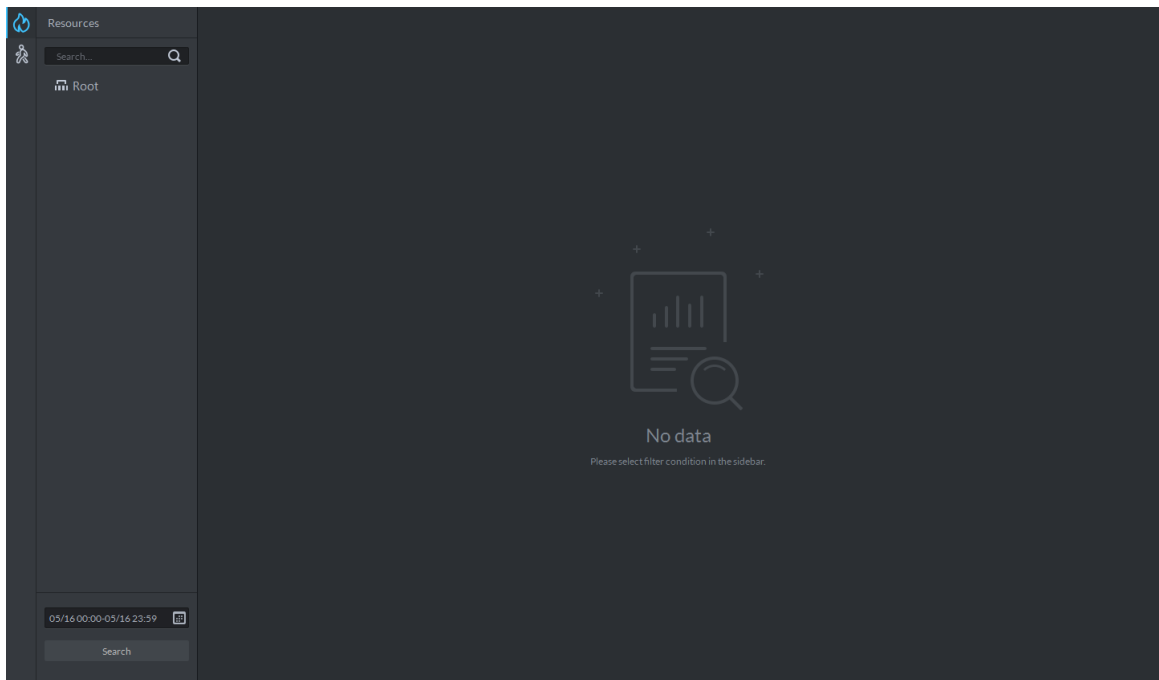 Resources
Search...
Root
No data
Please select filter condition in the sidebar.
05/16 00:00-05/16 23:59
Search